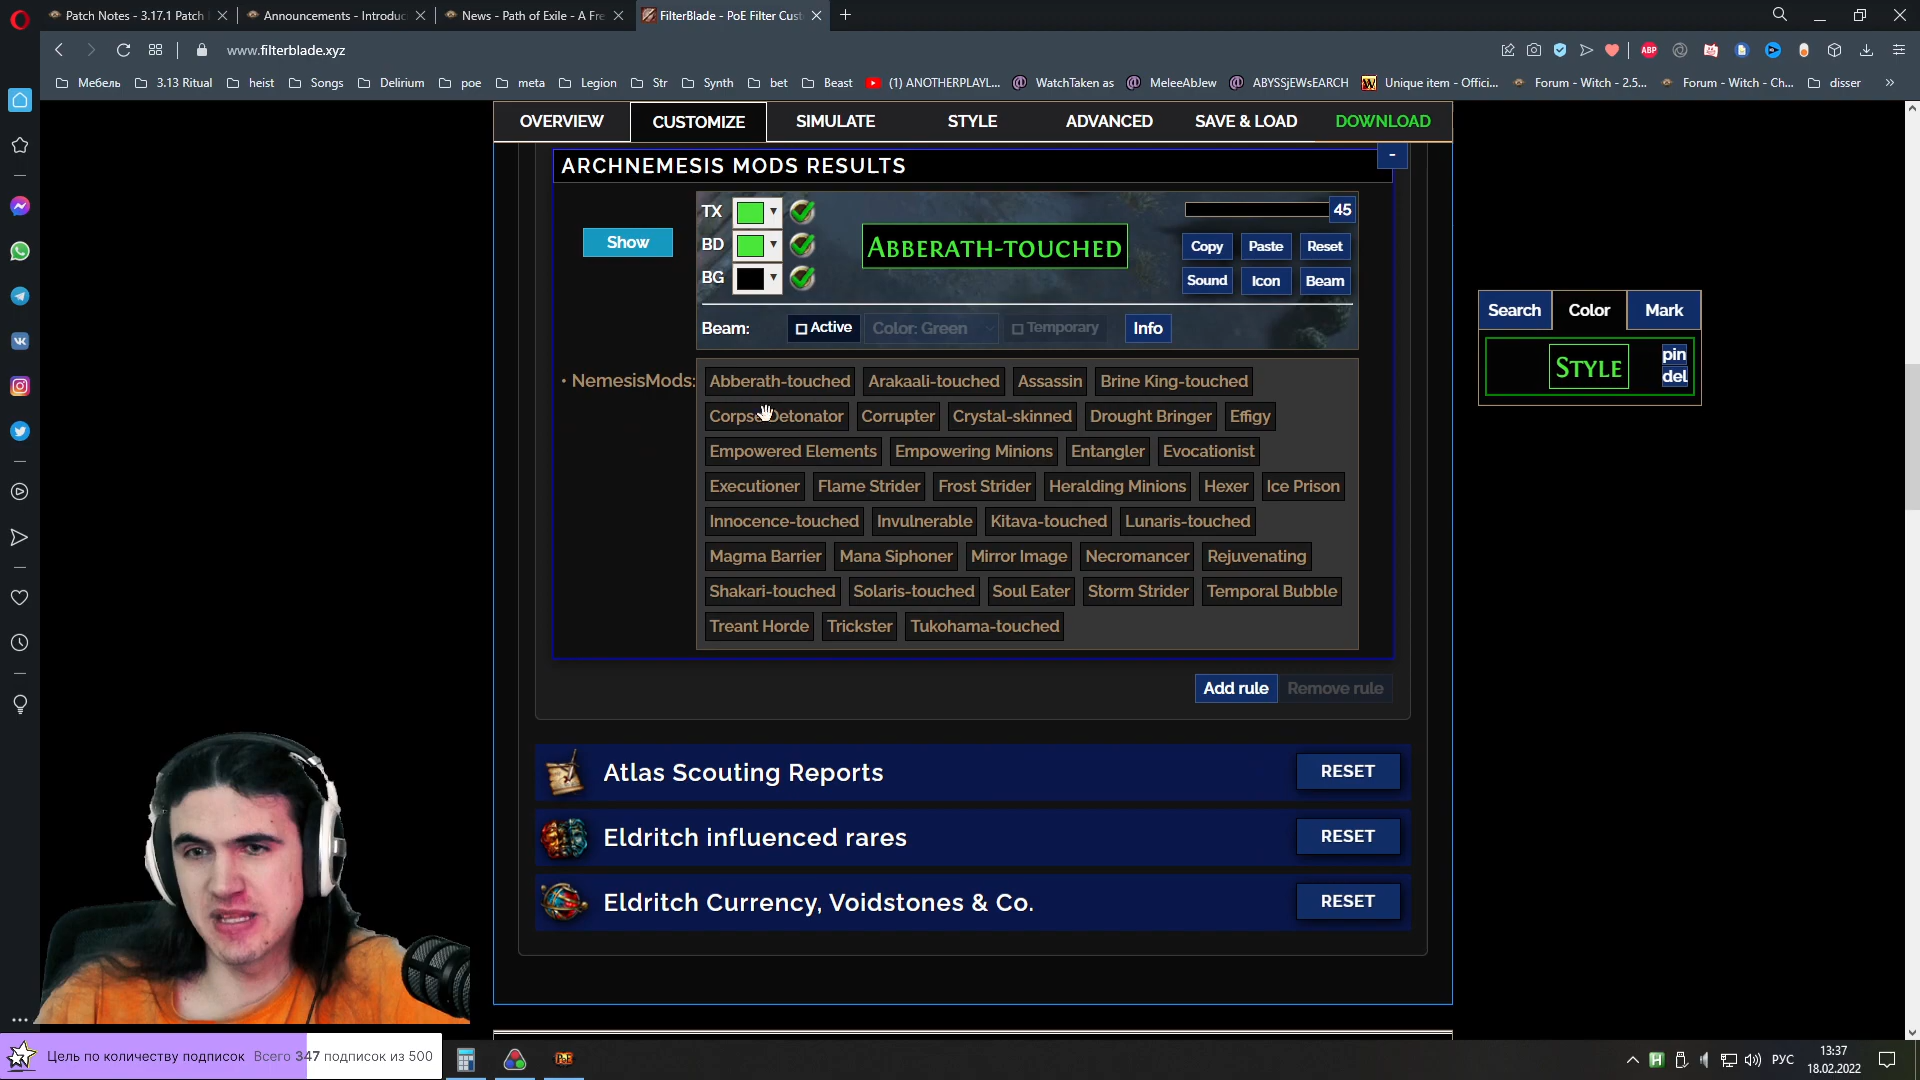 Patch Notes - 3.17.1 Patch
Announcements - Introduc
News - Path of Exile - A Fre
FilterBlade - PoE Filter Cust
www.filterblade.xyz
ABP
Мебель
3.13 Ritual
heist
Songs
Delirium
poe
meta
Legion
Str
Synth
bet
Beast
(1) ANOTHERPLAYL...
WatchTaken as
MeleeAbJew
ABYSSjEWsEARCH
Unique item - Offici...
Forum - Witch - 2.5...
Forum - Witch - Ch...
disser
»
OVERVIEW
CUSTOMIZE
SIMULATE
STYLE
ADVANCED
SAVE & LOAD
DOWNLOAD
ARCHNEMESIS MODS RESULTS
-
Show
TX
BD
BG
Abberath-touched
45
Copy
Paste
Reset
Sound
Icon
Beam
Beam:
Active
Color: Green
Temporary
Info
• NemesisMods:
Abberath-touched
Arakaali-touched
Assassin
Brine King-touched
Corpse Detonator
Corrupter
Crystal-skinned
Drought Bringer
Effigy
Empowered Elements
Empowering Minions
Entangler
Evocationist
Executioner
Flame Strider
Frost Strider
Heralding Minions
Hexer
Ice Prison
Innocence-touched
Invulnerable
Kitava-touched
Lunaris-touched
Magma Barrier
Mana Siphoner
Mirror Image
Necromancer
Rejuvenating
Shakari-touched
Solaris-touched
Soul Eater
Storm Strider
Temporal Bubble
Treant Horde
Trickster
Tukohama-touched
Add rule
Remove rule
Atlas Scouting Reports
RESET
Eldritch influenced rares
RESET
Eldritch Currency, Voidstones & Co.
RESET
Search
Color
Mark
Style
pin
del
Цель по количеству подписок
Всего 347 подписок из 500
PoE
РУС
13:37
18.02.2022